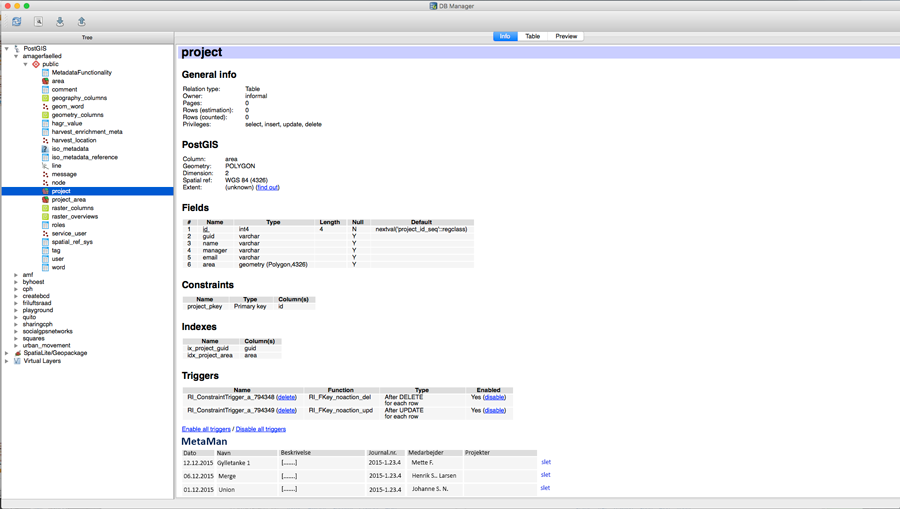 DB Manager
Tree
Info Table Preview
PostGIS
amagerfaelled
public
MetadataFunctionality
area
comment
geography_columns
geom_word
geometry_columns
hagr_value
harvest_enrichment_meta
harvest_location
iso_metadata
iso_metadata_reference
line
message
node
project
project_area
raster_columns
raster_overviews
roles
service_user
spatial_ref_sys
tag
user
word
amf
byhoest
cph
createbcd
friluftsraad
playground
quito
sharingcph
socialgpsnetworks
squares
urban_movement
SpatiaLite/Geopackage
Virtual Layers
project
General info
Relation type: Table
Owner: informal
Pages: 0
Rows (estimation): 0
Rows (counted): 0
Privileges: select, insert, update, delete
PostGIS
Column: area
Geometry: POLYGON
Dimension: 2
Spatial ref: WGS 84 (4326)
Extent: (unknown) (find out)
Fields
# Name Type Length Null Default
1 id int4 4 N nextval('project_id_seq'::regclass)
2 guid varchar Y
3 name varchar Y
4 manager varchar Y
5 email varchar Y
6 area geometry (Polygon,4326) Y
Constraints
Name Type Column(s)
project_pkey Primary key id
Indexes
Name Column(s)
ix_project_guid guid
idx_project_area area
Triggers
Name Function Type Enabled
RI_ConstraintTrigger_a_794348 (delete) RI_FKey_noaction_del After DELETE Yes (disable)
for each row
RI_ConstraintTrigger_a_794349 (delete) RI_FKey_noaction_upd After UPDATE Yes (disable)
for each row
Enable all triggers / Disable all triggers
MetaMan
Dato Navn Beskrivelse Journal.nr. Medarbejder Projekter
12.12.2015 Gylletanke 1 [.......] 2015-1.23.4 Mette F. slet
06.12.2015 Merge [.......] 2015-1.23.4 Henrik S.. Larsen slet
01.12.2015 Union [.......] 2015-1.23.4 Johanne S. N. slet